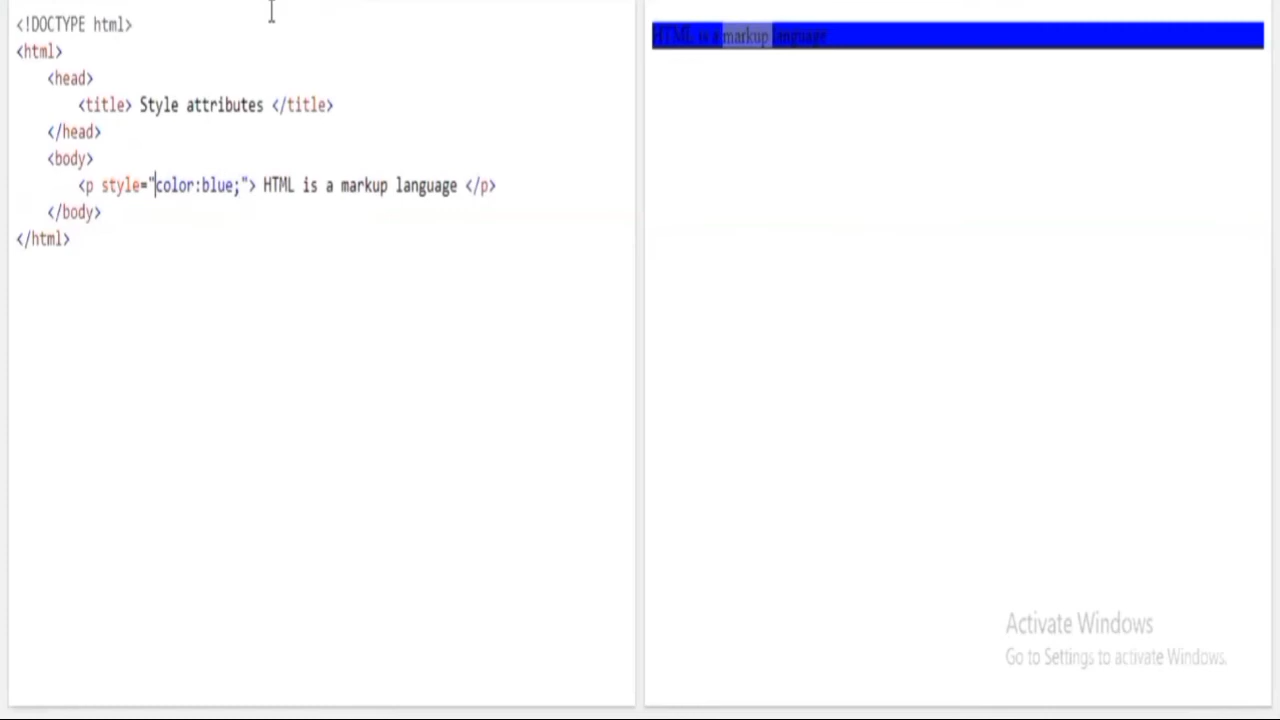 <!DOCTYPE html>
<html>
<head>
<title> Style attributes </title>
</head>
<body>
<p style="color:blue;"> HTML is a markup language </p>
</body>
</html>
HTML is a markup language
Activate Windows
Go to Settings to activate Windows.